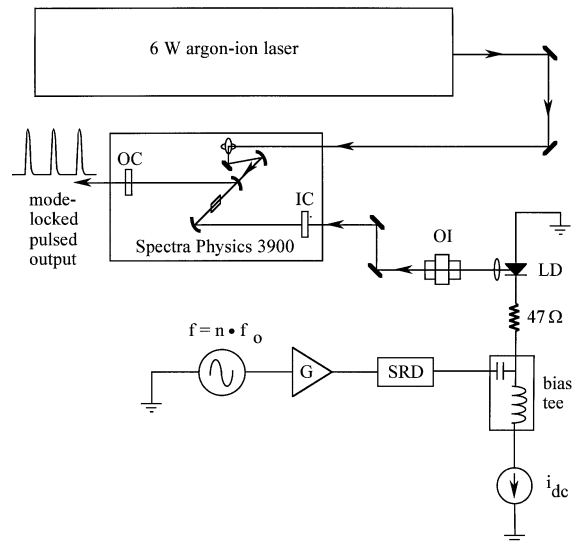 6 W argon-ion laser
OC
mode-
locked
pulsed
output
IC
Spectra Physics 3900
OI
LD
47 Ω
f = n • f o
G
SRD
bias
tee
i dc